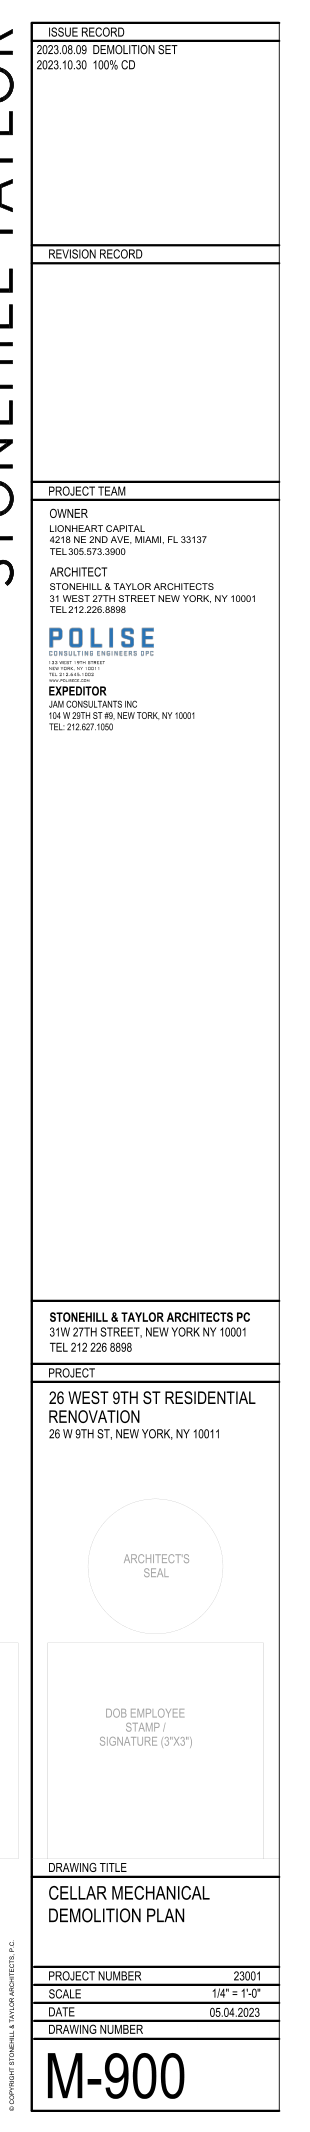 STONEHILL TAYLOR
ISSUE RECORD
2023.08.09 DEMOLITION SET
2023.10.30 100% CD
REVISION RECORD
PROJECT TEAM
OWNER
LIONHEART CAPITAL
4218 NE 2ND AVE, MIAMI, FL 33137
TEL 305.573.3900
ARCHITECT
STONEHILL & TAYLOR ARCHITECTS
31 WEST 27TH STREET NEW YORK, NY 10001
TEL 212.226.8898
POLISE
CONSULTING ENGINEERS DPC
133 WEST 19TH STREET
NEW YORK, NY 10011
TEL 212.645.1002
WWW.POLISECE.COM
EXPEDITOR
JAM CONSULTANTS INC
104 W 29TH ST #9, NEW TORK, NY 10001
TEL: 212.627.1050
STONEHILL & TAYLOR ARCHITECTS PC
31W 27TH STREET, NEW YORK NY 10001
TEL 212 226 8898
PROJECT
26 WEST 9TH ST RESIDENTIAL
RENOVATION
26 W 9TH ST, NEW YORK, NY 10011
ARCHITECT'S
SEAL
DOB EMPLOYEE
STAMP /
SIGNATURE (3"X3")
DRAWING TITLE
CELLAR MECHANICAL
DEMOLITION PLAN
PROJECT NUMBER 23001
SCALE 1/4" = 1'-0"
DATE 05.04.2023
DRAWING NUMBER
M-900
© COPYRIGHT STONEHILL & TAYLOR ARCHITECTS, P.C.